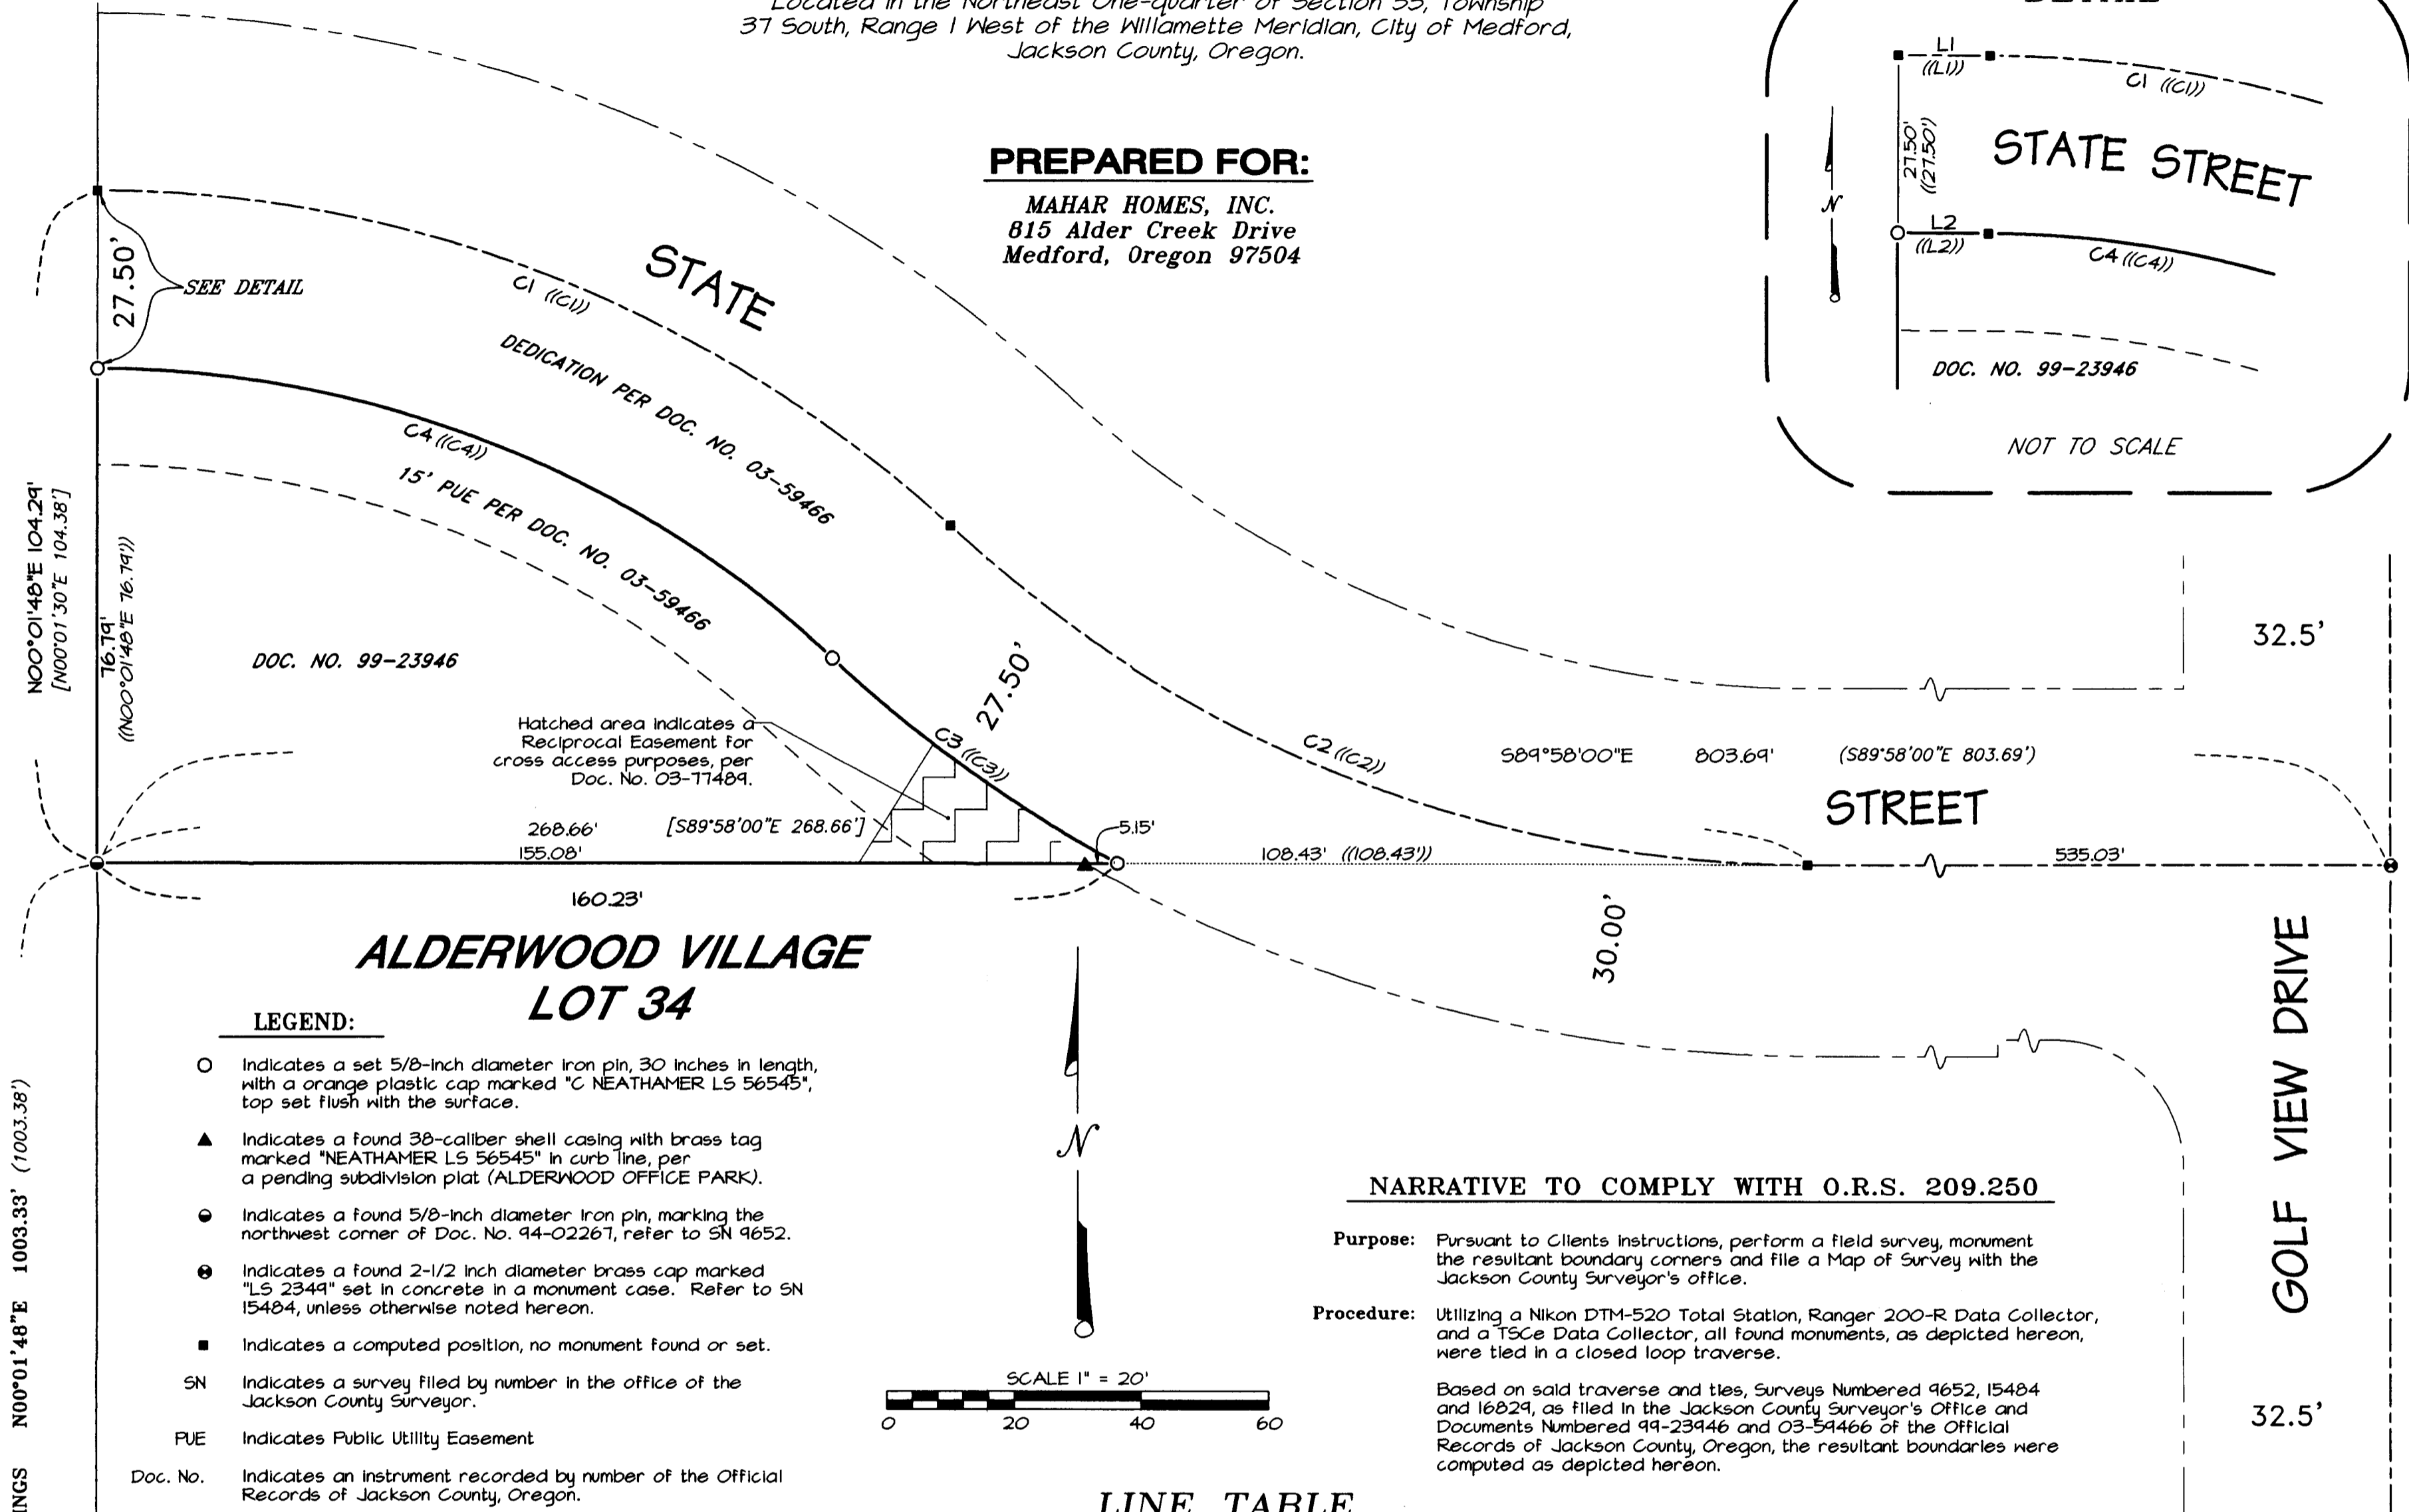 Located in the Northeast One-quarter of Section 35, Township
37 South, Range 1 West of the Willamette Meridian, City of Medford,
Jackson County, Oregon.
PREPARED FOR:
MAHAR HOMES, INC.
815 Alder Creek Drive
Medford, Oregon 97504
L1
((L1))
C1 ((C1))
27.50'
((27.50'))
STATE STREET
N
L2
((L2))
C4 ((C4))
DOC. NO. 99-23946
NOT TO SCALE
27.50'
SEE DETAIL
C1 ((C1))
STATE
DEDICATION PER DOC. NO. 03-59466
C4 ((C4))
15' PUE PER DOC. NO. 03-59466
N00°01'48"E 104.29'
[N00°01'30"E 104.38']
76.79'
((N00°01'48"E 76.79'))
DOC. NO. 99-23946
Hatched area indicates a
Reciprocal Easement for
cross access purposes, per
Doc. No. 03-77489.
C3 ((C3))
27.50'
C2 ((C2))
S89°58'00"E 803.69' (S89°58'00"E 803.69')
32.5'
STREET
268.66' [S89°58'00"E 268.66']
155.08'
5.15'
108.43' ((108.43'))
535.03'
160.23'
30.00'
ALDERWOOD VILLAGE
LOT 34
LEGEND:
Indicates a set 5/8-inch diameter iron pin, 30 inches in length,
with a orange plastic cap marked "C NEATHAMER LS 56545",
top set flush with the surface.
Indicates a found 38-caliber shell casing with brass tag
marked "NEATHAMER LS 56545" in curb line, per
a pending subdivision plat (ALDERWOOD OFFICE PARK).
Indicates a found 5/8-inch diameter iron pin, marking the
northwest corner of Doc. No. 94-02267, refer to SN 9652.
Indicates a found 2-1/2 inch diameter brass cap marked
"LS 2349" set in concrete in a monument case. Refer to SN
15484, unless otherwise noted hereon.
Indicates a computed position, no monument found or set.
SN Indicates a survey filed by number in the office of the
Jackson County Surveyor.
PUE Indicates Public Utility Easement
Doc. No. Indicates an instrument recorded by number of the Official
Records of Jackson County, Oregon.
INGS N00°01'48"E 1003.33' (1003.38')
N
SCALE 1" = 20'
0 20 40 60
NARRATIVE TO COMPLY WITH O.R.S. 209.250
Purpose: Pursuant to Clients instructions, perform a field survey, monument
the resultant boundary corners and file a Map of Survey with the
Jackson County Surveyor's office.
Procedure: Utilizing a Nikon DTM-520 Total Station, Ranger 200-R Data Collector,
and a TSCe Data Collector, all found monuments, as depicted hereon,
were tied in a closed loop traverse.
Based on said traverse and ties, Surveys Numbered 9652, 15484
and 16829, as filed in the Jackson County Surveyor's Office and
Documents Numbered 99-23946 and 03-59466 of the Official
Records of Jackson County, Oregon, the resultant boundaries were
computed as depicted hereon.
GOLF VIEW DRIVE
32.5'
LINE TABLE